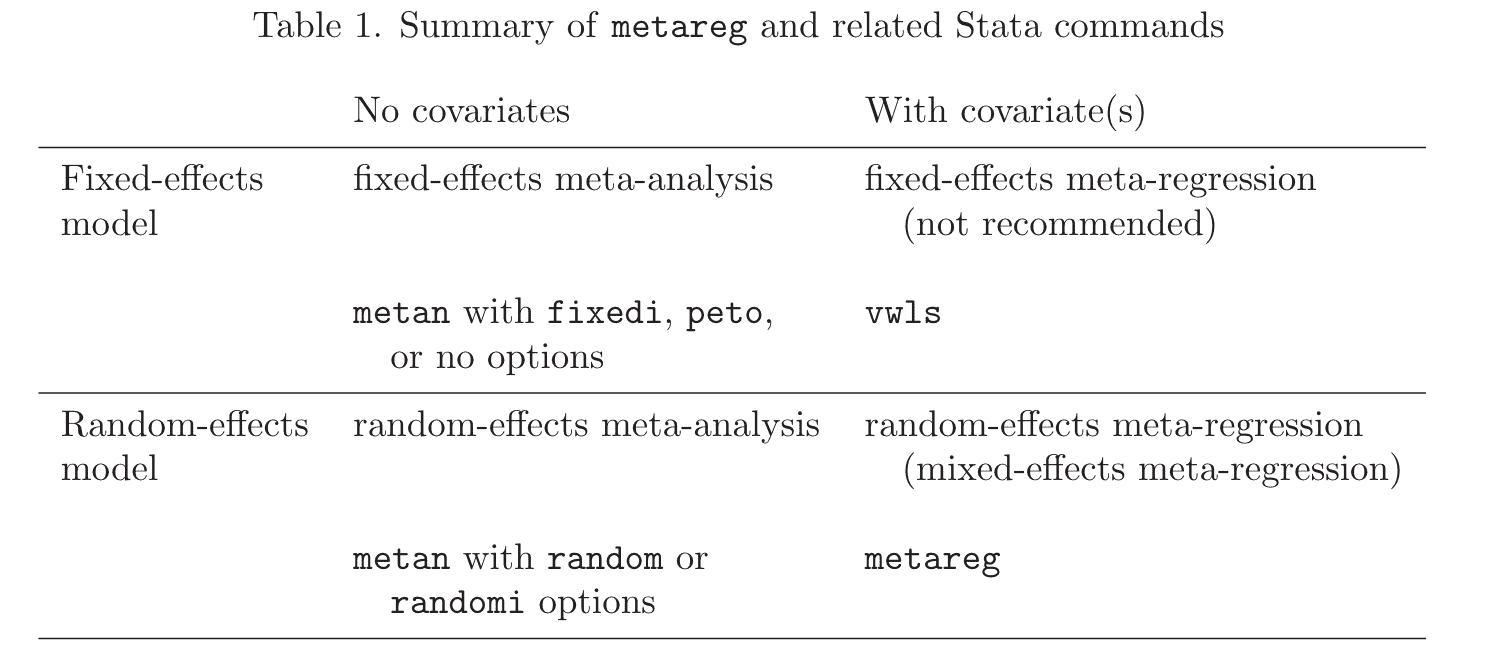 Table 1. Summary of metareg and related Stata commands
No covariates With covariate(s)
Fixed-effects fixed-effects meta-analysis fixed-effects meta-regression
model (not recommended)
metan with fixedi, peto, vwls
or no options
Random-effects random-effects meta-analysis random-effects meta-regression
model (mixed-effects meta-regression)
metan with random or metareg
randomi options